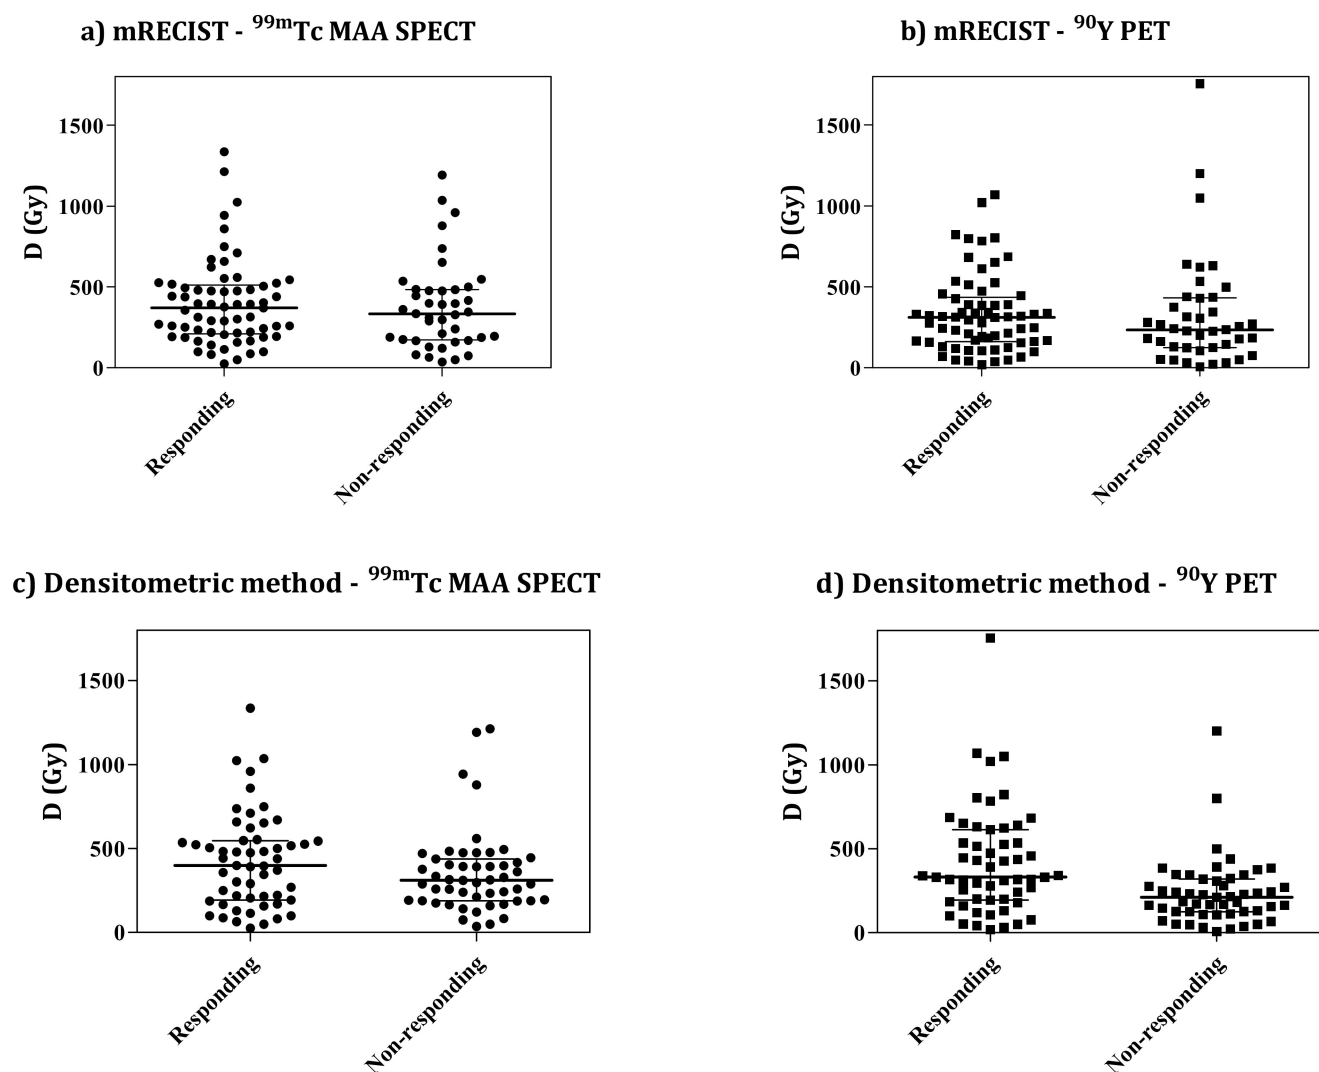 a) mRECIST - 99mTc MAA SPECT
1500
1000
500
0
D (Gy)
Responding
Non-responding
b) mRECIST - 90Y PET
1500
1000
500
0
D (Gy)
Responding
Non-responding
c) Densitometric method - 99mTc MAA SPECT
1500
1000
500
0
D (Gy)
Responding
Non-responding
d) Densitometric method - 90Y PET
1500
1000
500
0
D (Gy)
Responding
Non-responding